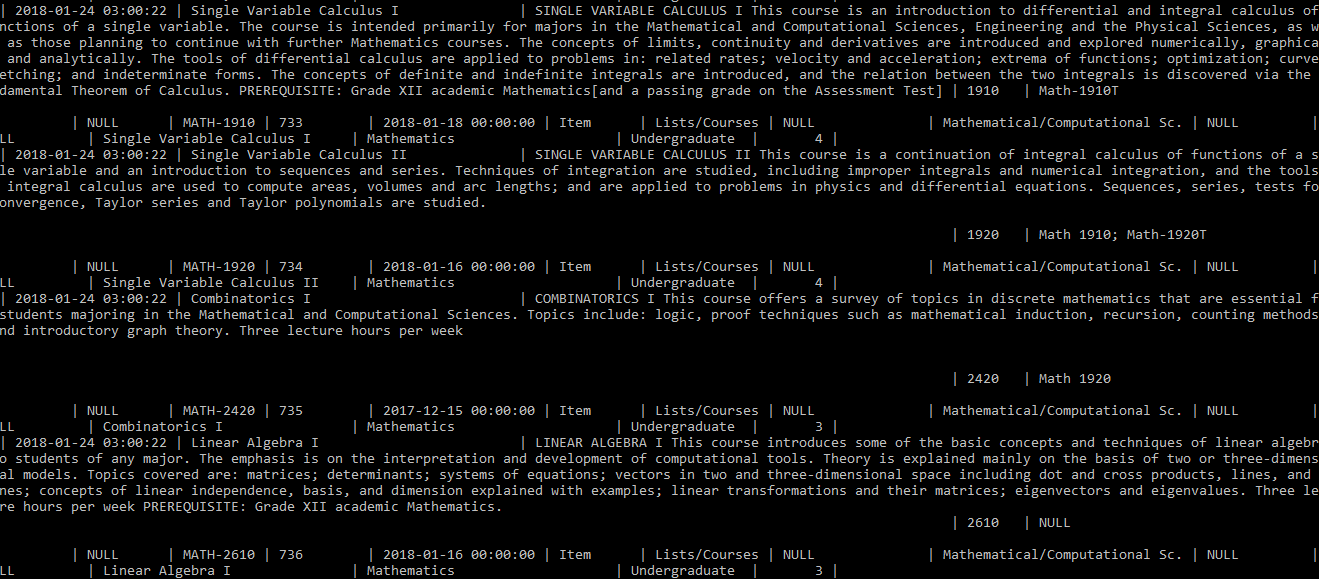 | 2018-01-24 03:00:22 | Single Variable Calculus I | SINGLE VARIABLE CALCULUS I This course is an introduction to differential and integral calculus of
nctions of a single variable. The course is intended primarily for majors in the Mathematical and Computational Sciences, Engineering and the Physical Sciences, as w
as those planning to continue with further Mathematics courses. The concepts of limits, continuity and derivatives are introduced and explored numerically, graphica
and analytically. The tools of differential calculus are applied to problems in: related rates; velocity and acceleration; extrema of functions; optimization; curve
etching; and indeterminate forms. The concepts of definite and indefinite integrals are introduced, and the relation between the two integrals is discovered via the
damental Theorem of Calculus. PREREQUISITE: Grade XII academic Mathematics[and a passing grade on the Assessment Test] | 1910 | Math-1910T
| NULL | MATH-1910 | 733 | 2018-01-18 00:00:00 | Item | Lists/Courses | NULL | Mathematical/Computational Sc. | NULL |
LL | Single Variable Calculus I | Mathematics | Undergraduate | 4 |
| 2018-01-24 03:00:22 | Single Variable Calculus II | SINGLE VARIABLE CALCULUS II This course is a continuation of integral calculus of functions of a s
le variable and an introduction to sequences and series. Techniques of integration are studied, including improper integrals and numerical integration, and the tools
integral calculus are used to compute areas, volumes and arc lengths; and are applied to problems in physics and differential equations. Sequences, series, tests fo
onvergence, Taylor series and Taylor polynomials are studied.
| 1920 | Math 1910; Math-1920T
| NULL | MATH-1920 | 734 | 2018-01-16 00:00:00 | Item | Lists/Courses | NULL | Mathematical/Computational Sc. | NULL |
LL | Single Variable Calculus II | Mathematics | Undergraduate | 4 |
| 2018-01-24 03:00:22 | Combinatorics I | COMBINATORICS I This course offers a survey of topics in discrete mathematics that are essential f
students majoring in the Mathematical and Computational Sciences. Topics include: logic, proof techniques such as mathematical induction, recursion, counting methods
nd introductory graph theory. Three lecture hours per week
| 2420 | Math 1920
| NULL | MATH-2420 | 735 | 2017-12-15 00:00:00 | Item | Lists/Courses | NULL | Mathematical/Computational Sc. | NULL |
LL | Combinatorics I | Mathematics | Undergraduate | 3 |
| 2018-01-24 03:00:22 | Linear Algebra I | LINEAR ALGEBRA I This course introduces some of the basic concepts and techniques of linear algebr
o students of any major. The emphasis is on the interpretation and development of computational tools. Theory is explained mainly on the basis of two or three-dimens
al models. Topics covered are: matrices; determinants; systems of equations; vectors in two and three-dimensional space including dot and cross products, lines, and
nes; concepts of linear independence, basis, and dimension explained with examples; linear transformations and their matrices; eigenvectors and eigenvalues. Three le
re hours per week PREREQUISITE: Grade XII academic Mathematics.
| 2610 | NULL
| NULL | MATH-2610 | 736 | 2018-01-16 00:00:00 | Item | Lists/Courses | NULL | Mathematical/Computational Sc. | NULL |
LL | Linear Algebra I | Mathematics | Undergraduate | 3 |